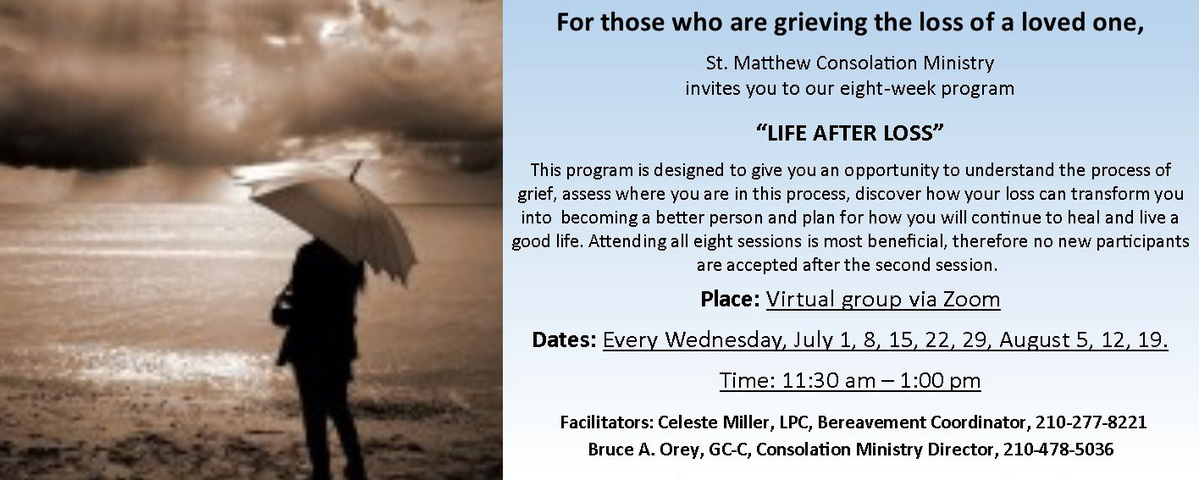 For those who are grieving the loss of a loved one,
St. Matthew Consolation Ministry
invites you to our eight-week program
“LIFE AFTER LOSS”
This program is designed to give you an opportunity to understand the process of
grief, assess where you are in this process, discover how your loss can transform you
into becoming a better person and plan for how you will continue to heal and live a
good life. Attending all eight sessions is most beneficial, therefore no new participants
are accepted after the second session.
Place: Virtual group via Zoom
Dates: Every Wednesday, July 1, 8, 15, 22, 29, August 5, 12, 19.
Time: 11:30 am – 1:00 pm
Facilitators: Celeste Miller, LPC, Bereavement Coordinator, 210-277-8221
Bruce A. Orey, GC-C, Consolation Ministry Director, 210-478-5036